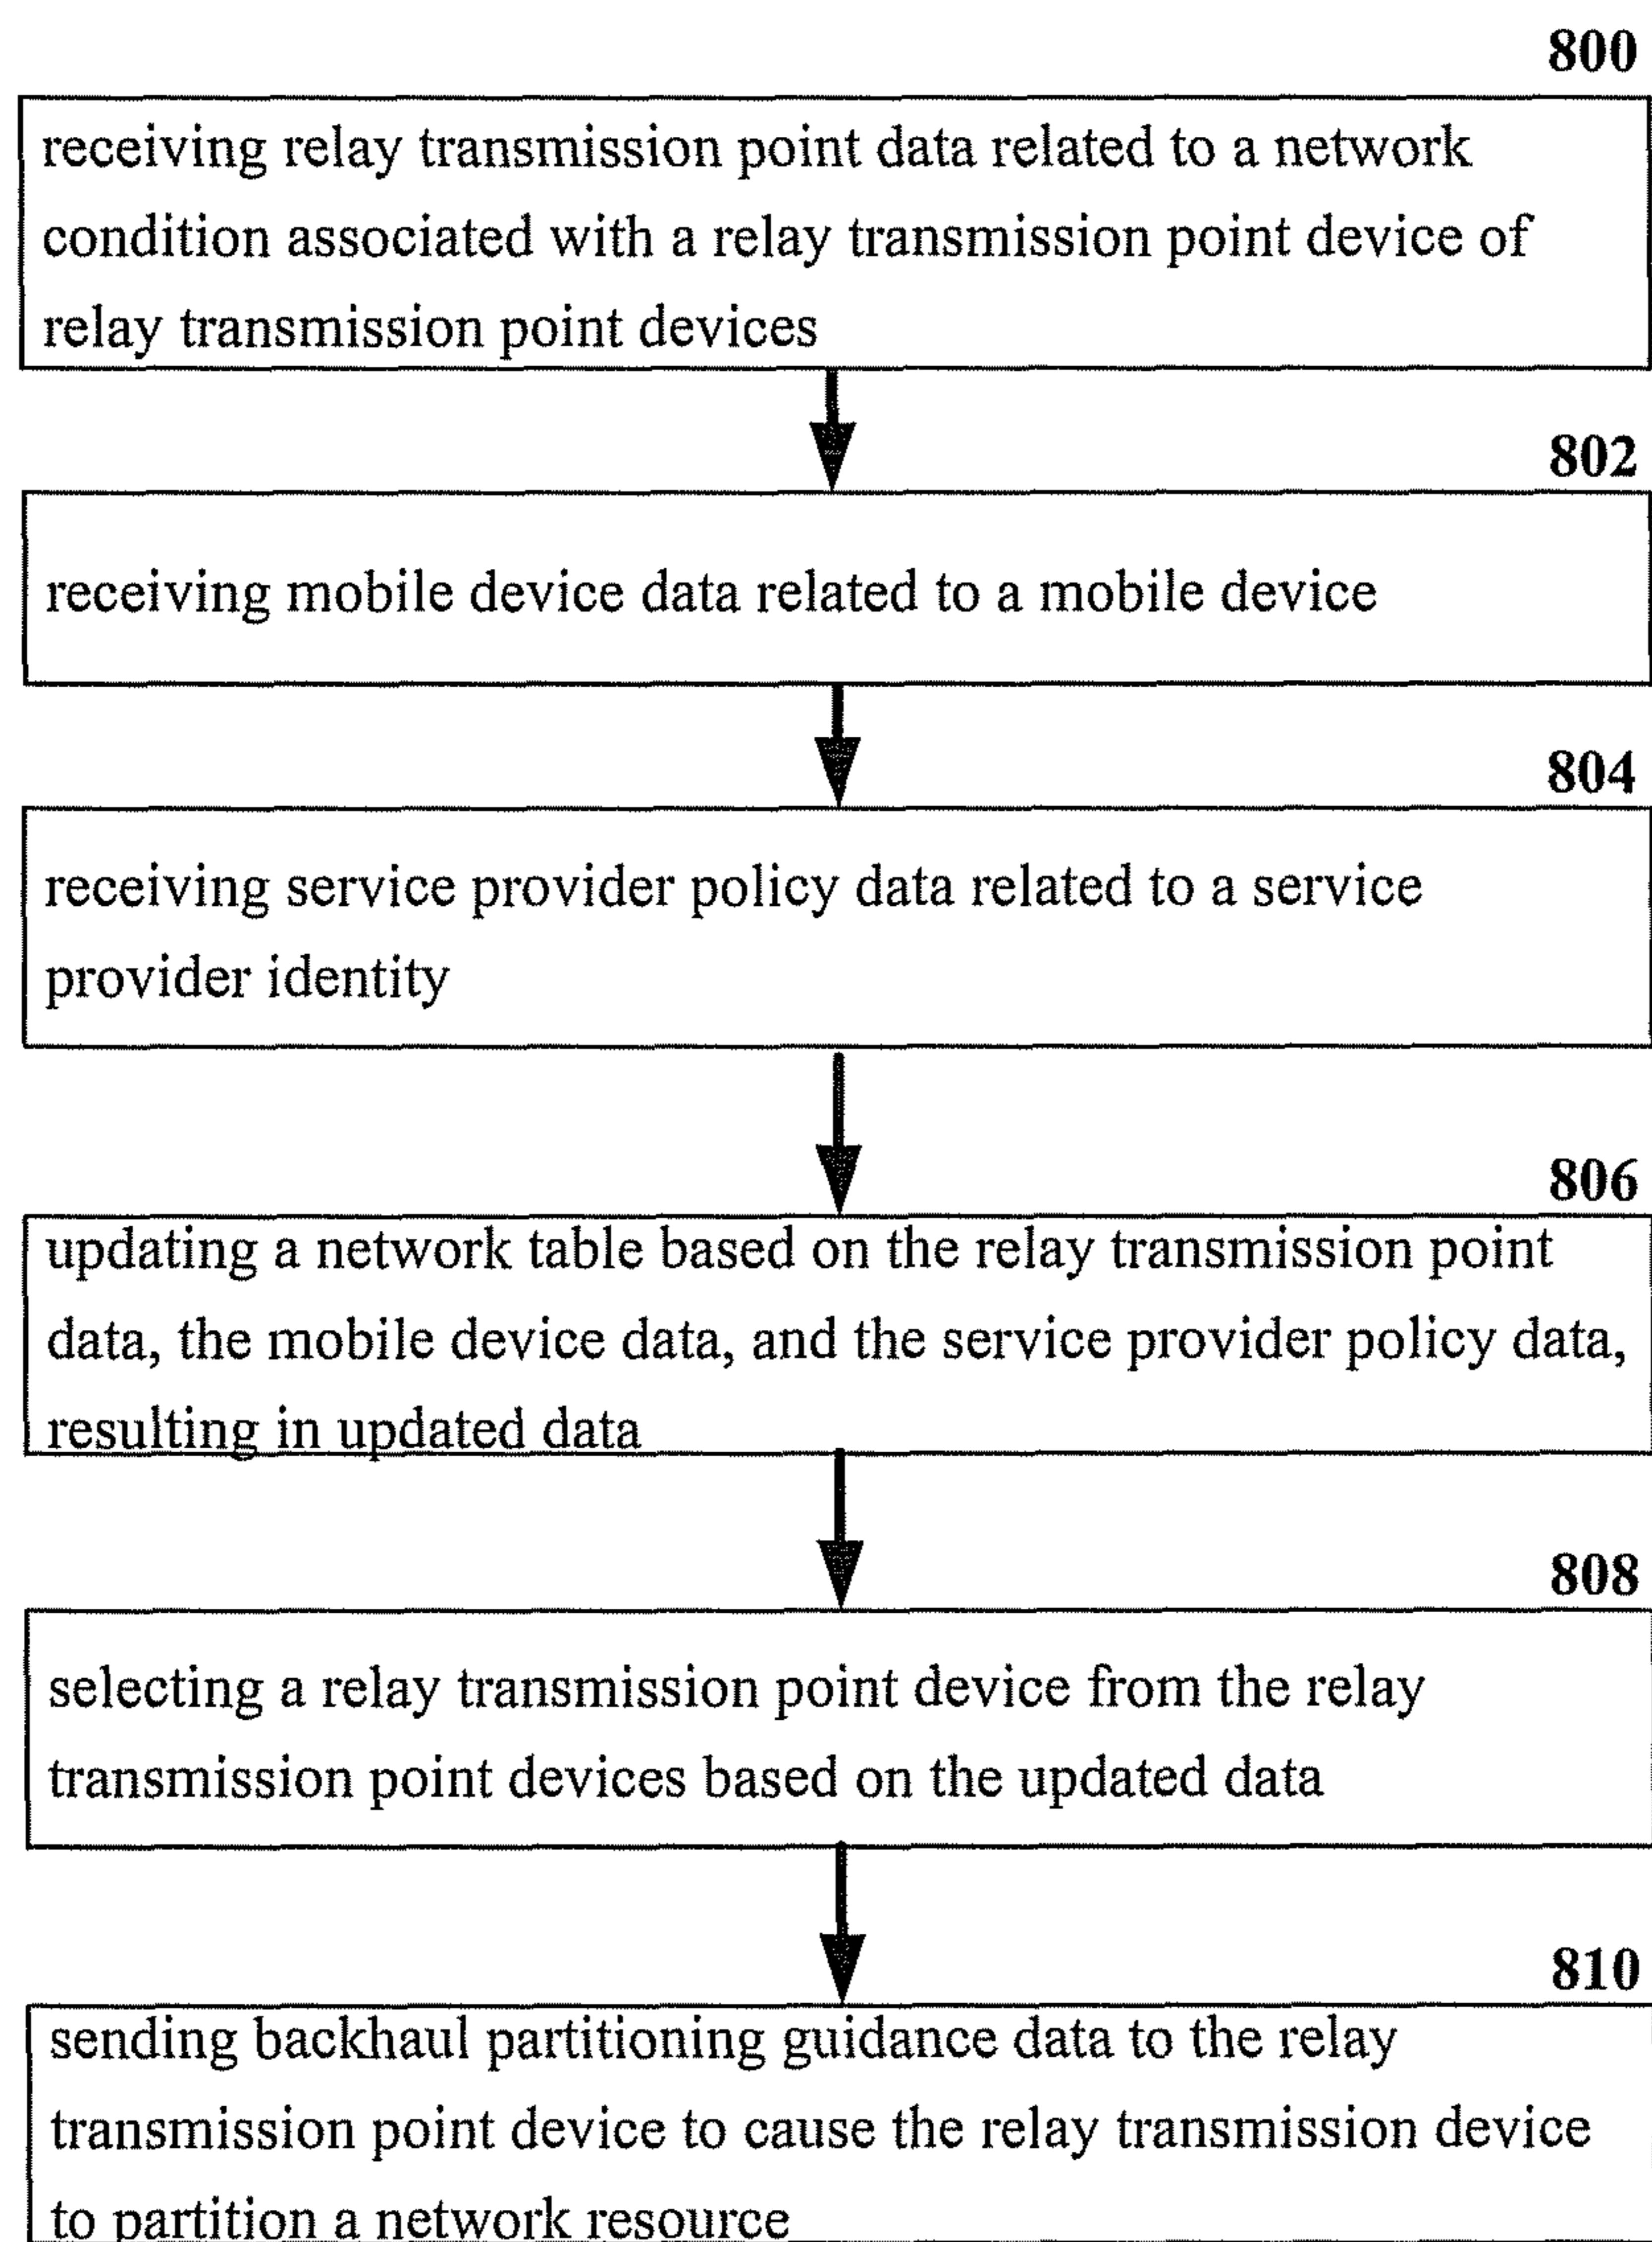 800
receiving relay transmission point data related to a network
condition associated with a relay transmission point device of
relay transmission point devices
802
receiving mobile device data related to a mobile device
804
receiving service provider policy data related to a service
provider identity
806
updating a network table based on the relay transmission point
data, the mobile device data, and the service provider policy data,
resulting in updated data
808
selecting a relay transmission point device from the relay
transmission point devices based on the updated data
810
sending backhaul partitioning guidance data to the relay
transmission point device to cause the relay transmission device
to partition a network resource